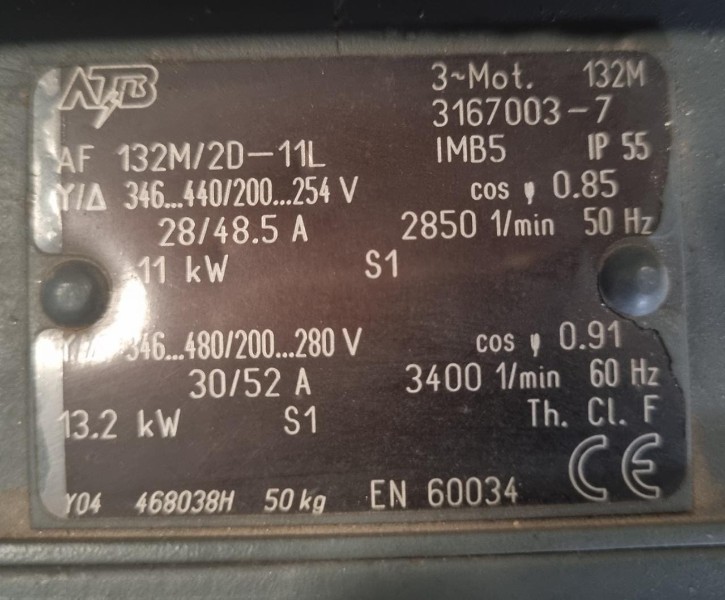 ATB 3~Mot. 132M
3167003-7
AF 132M/2D-11L IMB5 IP 55
Y/Δ 346...440/200...254 V cos φ 0.85
28/48.5 A 2850 1/min 50 Hz
11 kW S1
346...480/200...280 V cos φ 0.91
30/52 A 3400 1/min 60 Hz
13.2 kW S1 Th. Cl. F
Y04 468038H 50 kg EN 60034 CE